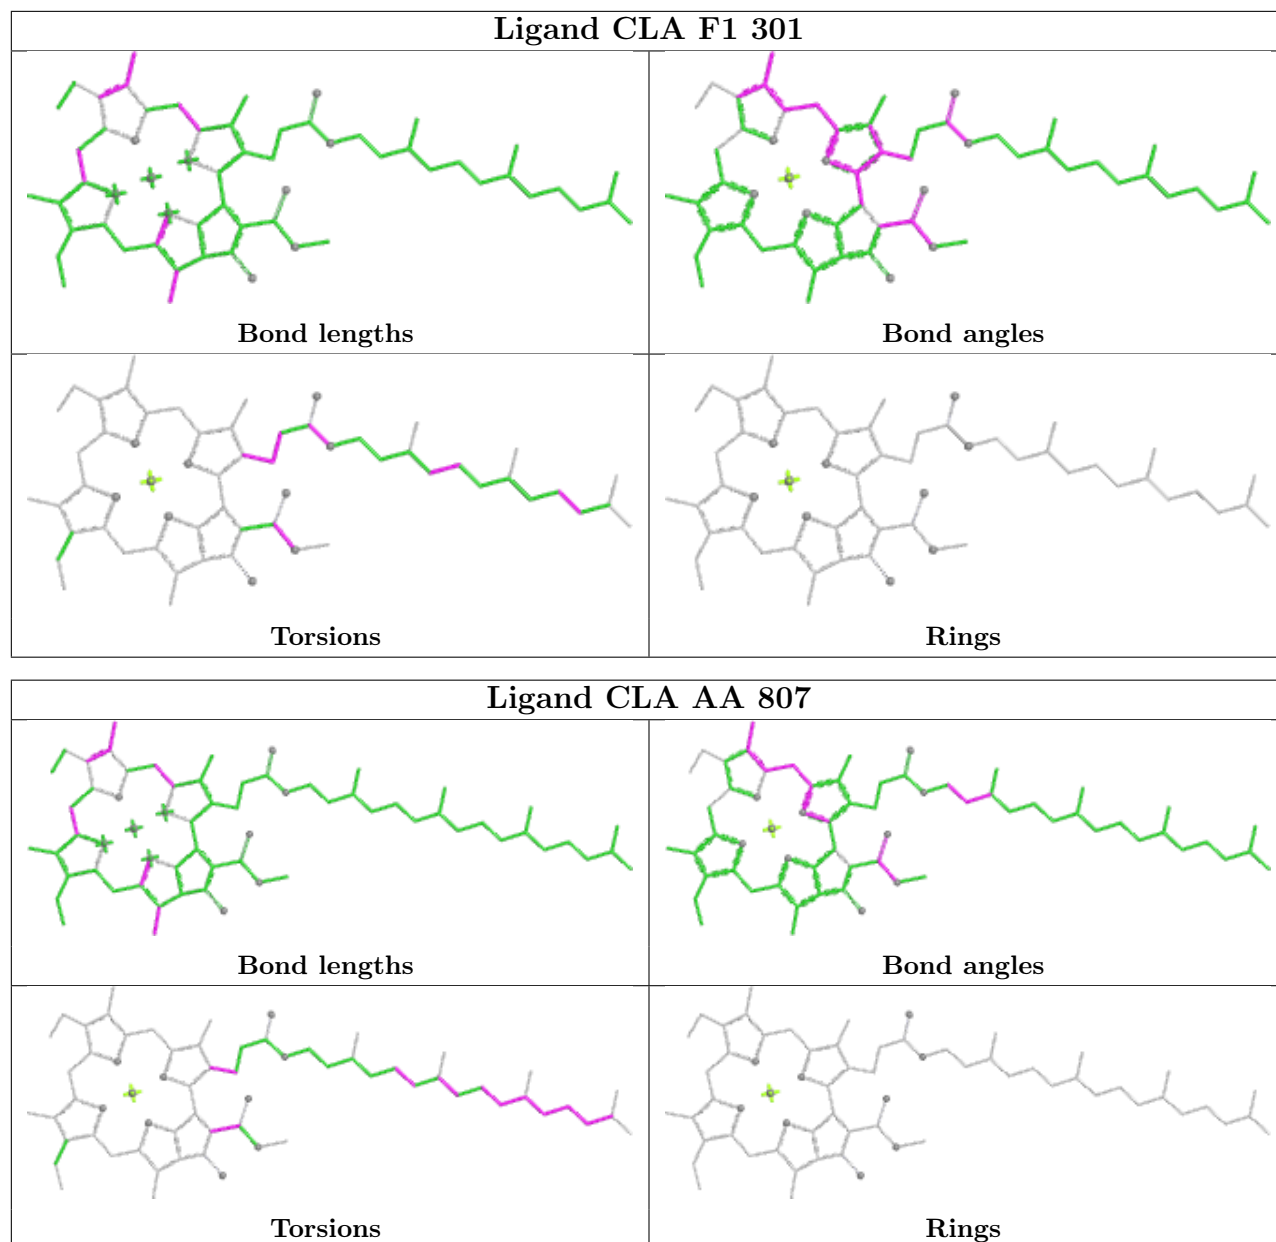 Ligand CLA F1 301
Bond lengths
Bond angles
Torsions
Rings
Ligand CLA AA 807
Bond lengths
Bond angles
Torsions
Rings